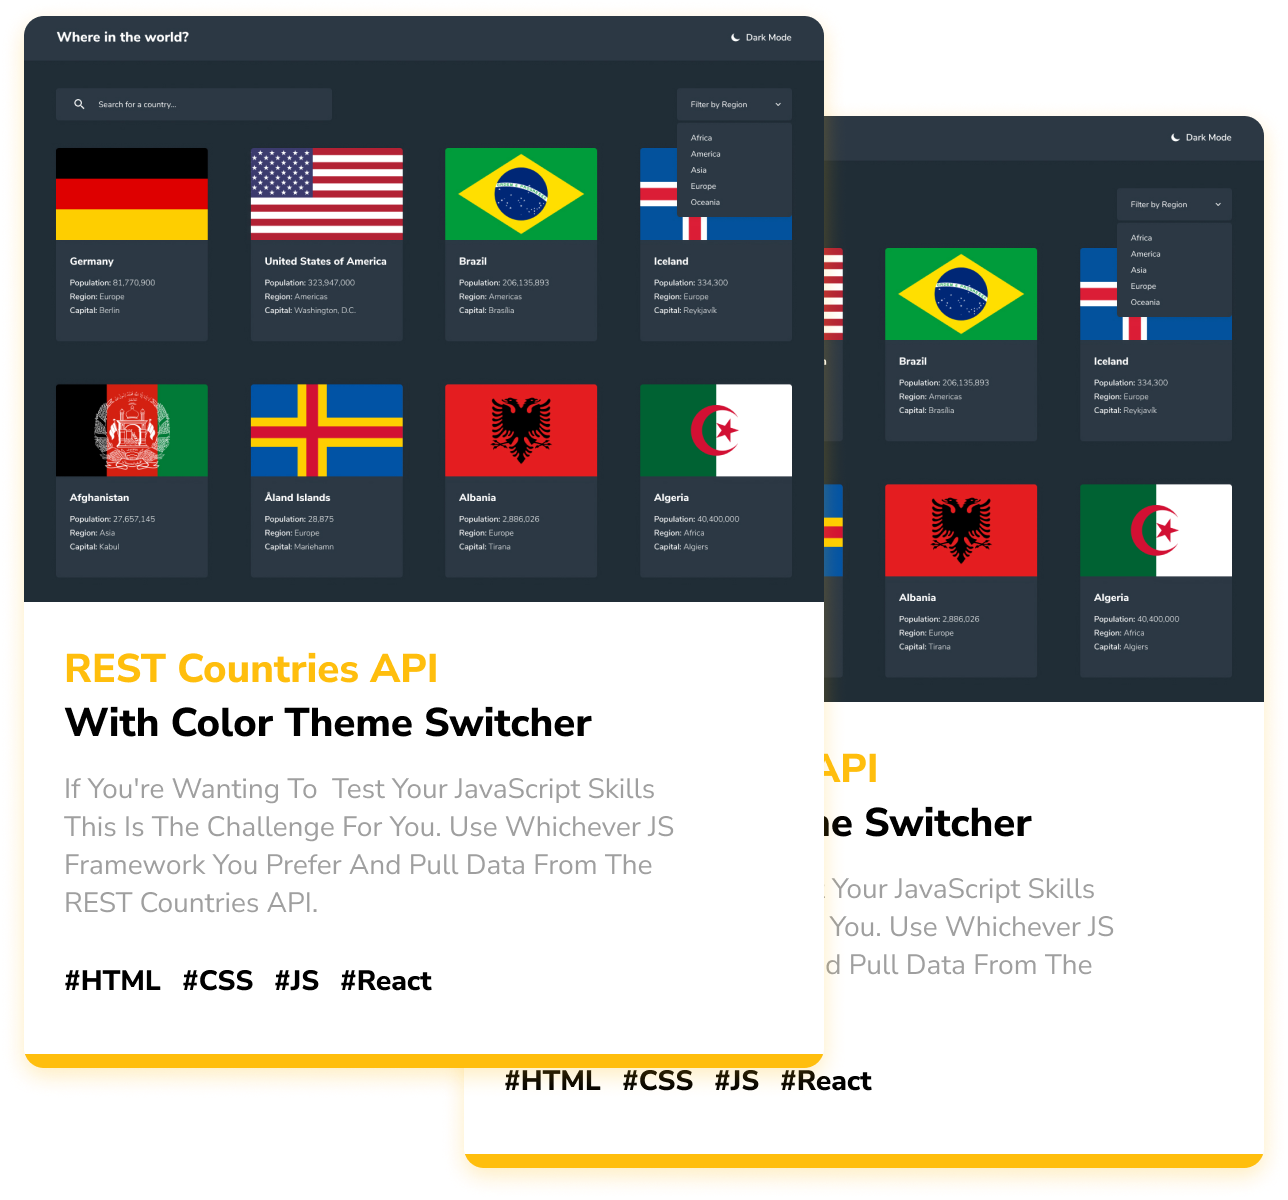 Where in the world?
Dark Mode
Search for a country...
Filter by Region
Africa
America
Asia
Europe
Oceania
Germany
Population: 81,770,900
Region: Europe
Capital: Berlin
United States of America
Population: 323,947,000
Region: Americas
Capital: Washington, D.C.
Brazil
Population: 206,135,893
Region: Americas
Capital: Brasília
Iceland
Population: 334,300
Region: Europe
Capital: Reykjavík
Afghanistan
Population: 27,657,145
Region: Asia
Capital: Kabul
Åland Islands
Population: 28,875
Region: Europe
Capital: Mariehamn
Albania
Population: 2,886,026
Region: Europe
Capital: Tirana
Algeria
Population: 40,400,000
Region: Africa
Capital: Algiers
REST Countries API
With Color Theme Switcher
If You're Wanting To Test Your JavaScript Skills
This Is The Challenge For You. Use Whichever JS
Framework You Prefer And Pull Data From The
REST Countries API.
#HTML #CSS #JS #React
Dark Mode
Filter by Region
Africa
America
Asia
Europe
Oceania
Brazil
Population: 206,135,893
Region: Americas
Capital: Brasília
Iceland
Population: 334,300
Region: Europe
Capital: Reykjavík
Albania
Population: 2,886,026
Region: Europe
Capital: Tirana
Algeria
Population: 40,400,000
Region: Africa
Capital: Algiers
API
Switcher
Your JavaScript Skills
You. Use Whichever JS
Pull Data From The
#HTML #CSS #JS #React